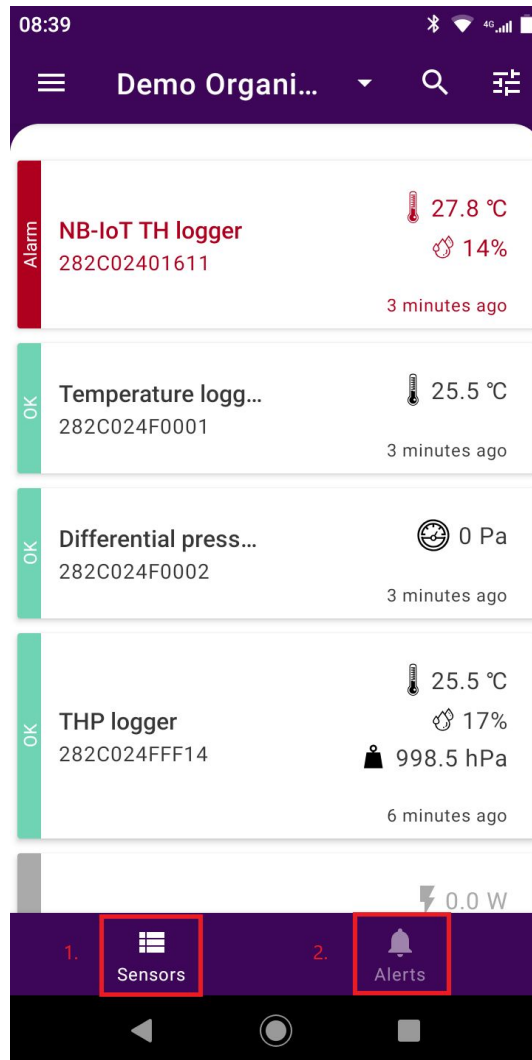 08:39
4G
Demo Organi...
Alarm
NB-IoT TH logger
282C02401611
27.8 ℃
14%
3 minutes ago
OK
Temperature logg...
282C024F0001
25.5 ℃
3 minutes ago
OK
Differential press...
282C024F0002
0 Pa
3 minutes ago
OK
THP logger
282C024FFF14
25.5 ℃
17%
998.5 hPa
6 minutes ago
0.0 W
1.
Sensors
2.
Alerts